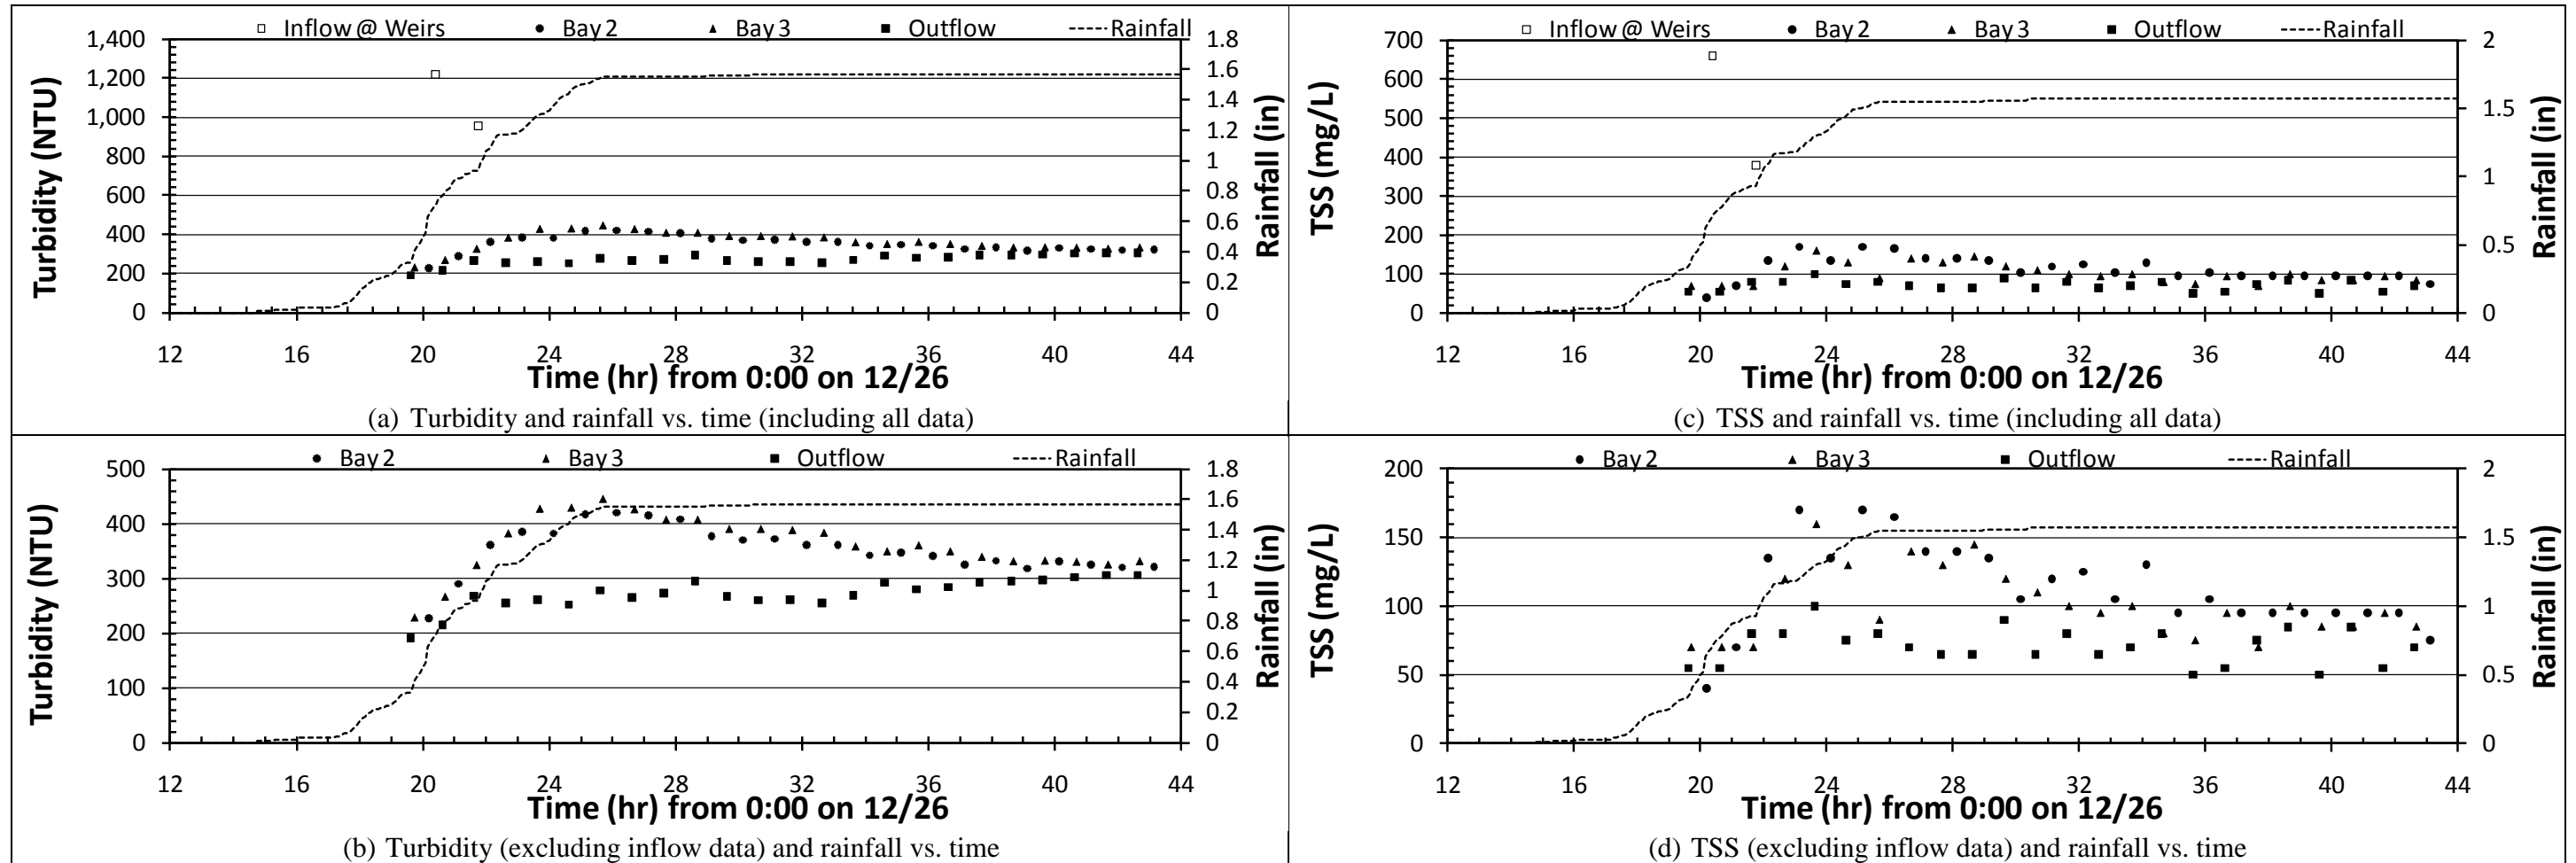 Inflow @ Weirs Bay 2 Bay 3 Outflow Rainfall
1,400
1,200
1,000
800
600
400
200
0
Turbidity (NTU)
1.8
1.6
1.4
1.2
1
0.8
0.6
0.4
0.2
0
Rainfall (in)
12 16 20 24 28 32 36 40 44
Time (hr) from 0:00 on 12/26
(a) Turbidity and rainfall vs. time (including all data)
Inflow @ Weirs Bay 2 Bay 3 Outflow Rainfall
700
600
500
400
300
200
100
0
TSS (mg/L)
2
1.5
1
0.5
0
Rainfall (in)
12 16 20 24 28 32 36 40 44
Time (hr) from 0:00 on 12/26
(c) TSS and rainfall vs. time (including all data)
Bay 2 Bay 3 Outflow Rainfall
500
400
300
200
100
0
Turbidity (NTU)
1.8
1.6
1.4
1.2
1
0.8
0.6
0.4
0.2
0
Rainfall (in)
12 16 20 24 28 32 36 40 44
Time (hr) from 0:00 on 12/26
(b) Turbidity (excluding inflow data) and rainfall vs. time
Bay 2 Bay 3 Outflow Rainfall
200
150
100
50
0
TSS (mg/L)
2
1.5
1
0.5
0
Rainfall (in)
12 16 20 24 28 32 36 40 44
Time (hr) from 0:00 on 12/26
(d) TSS (excluding inflow data) and rainfall vs. time